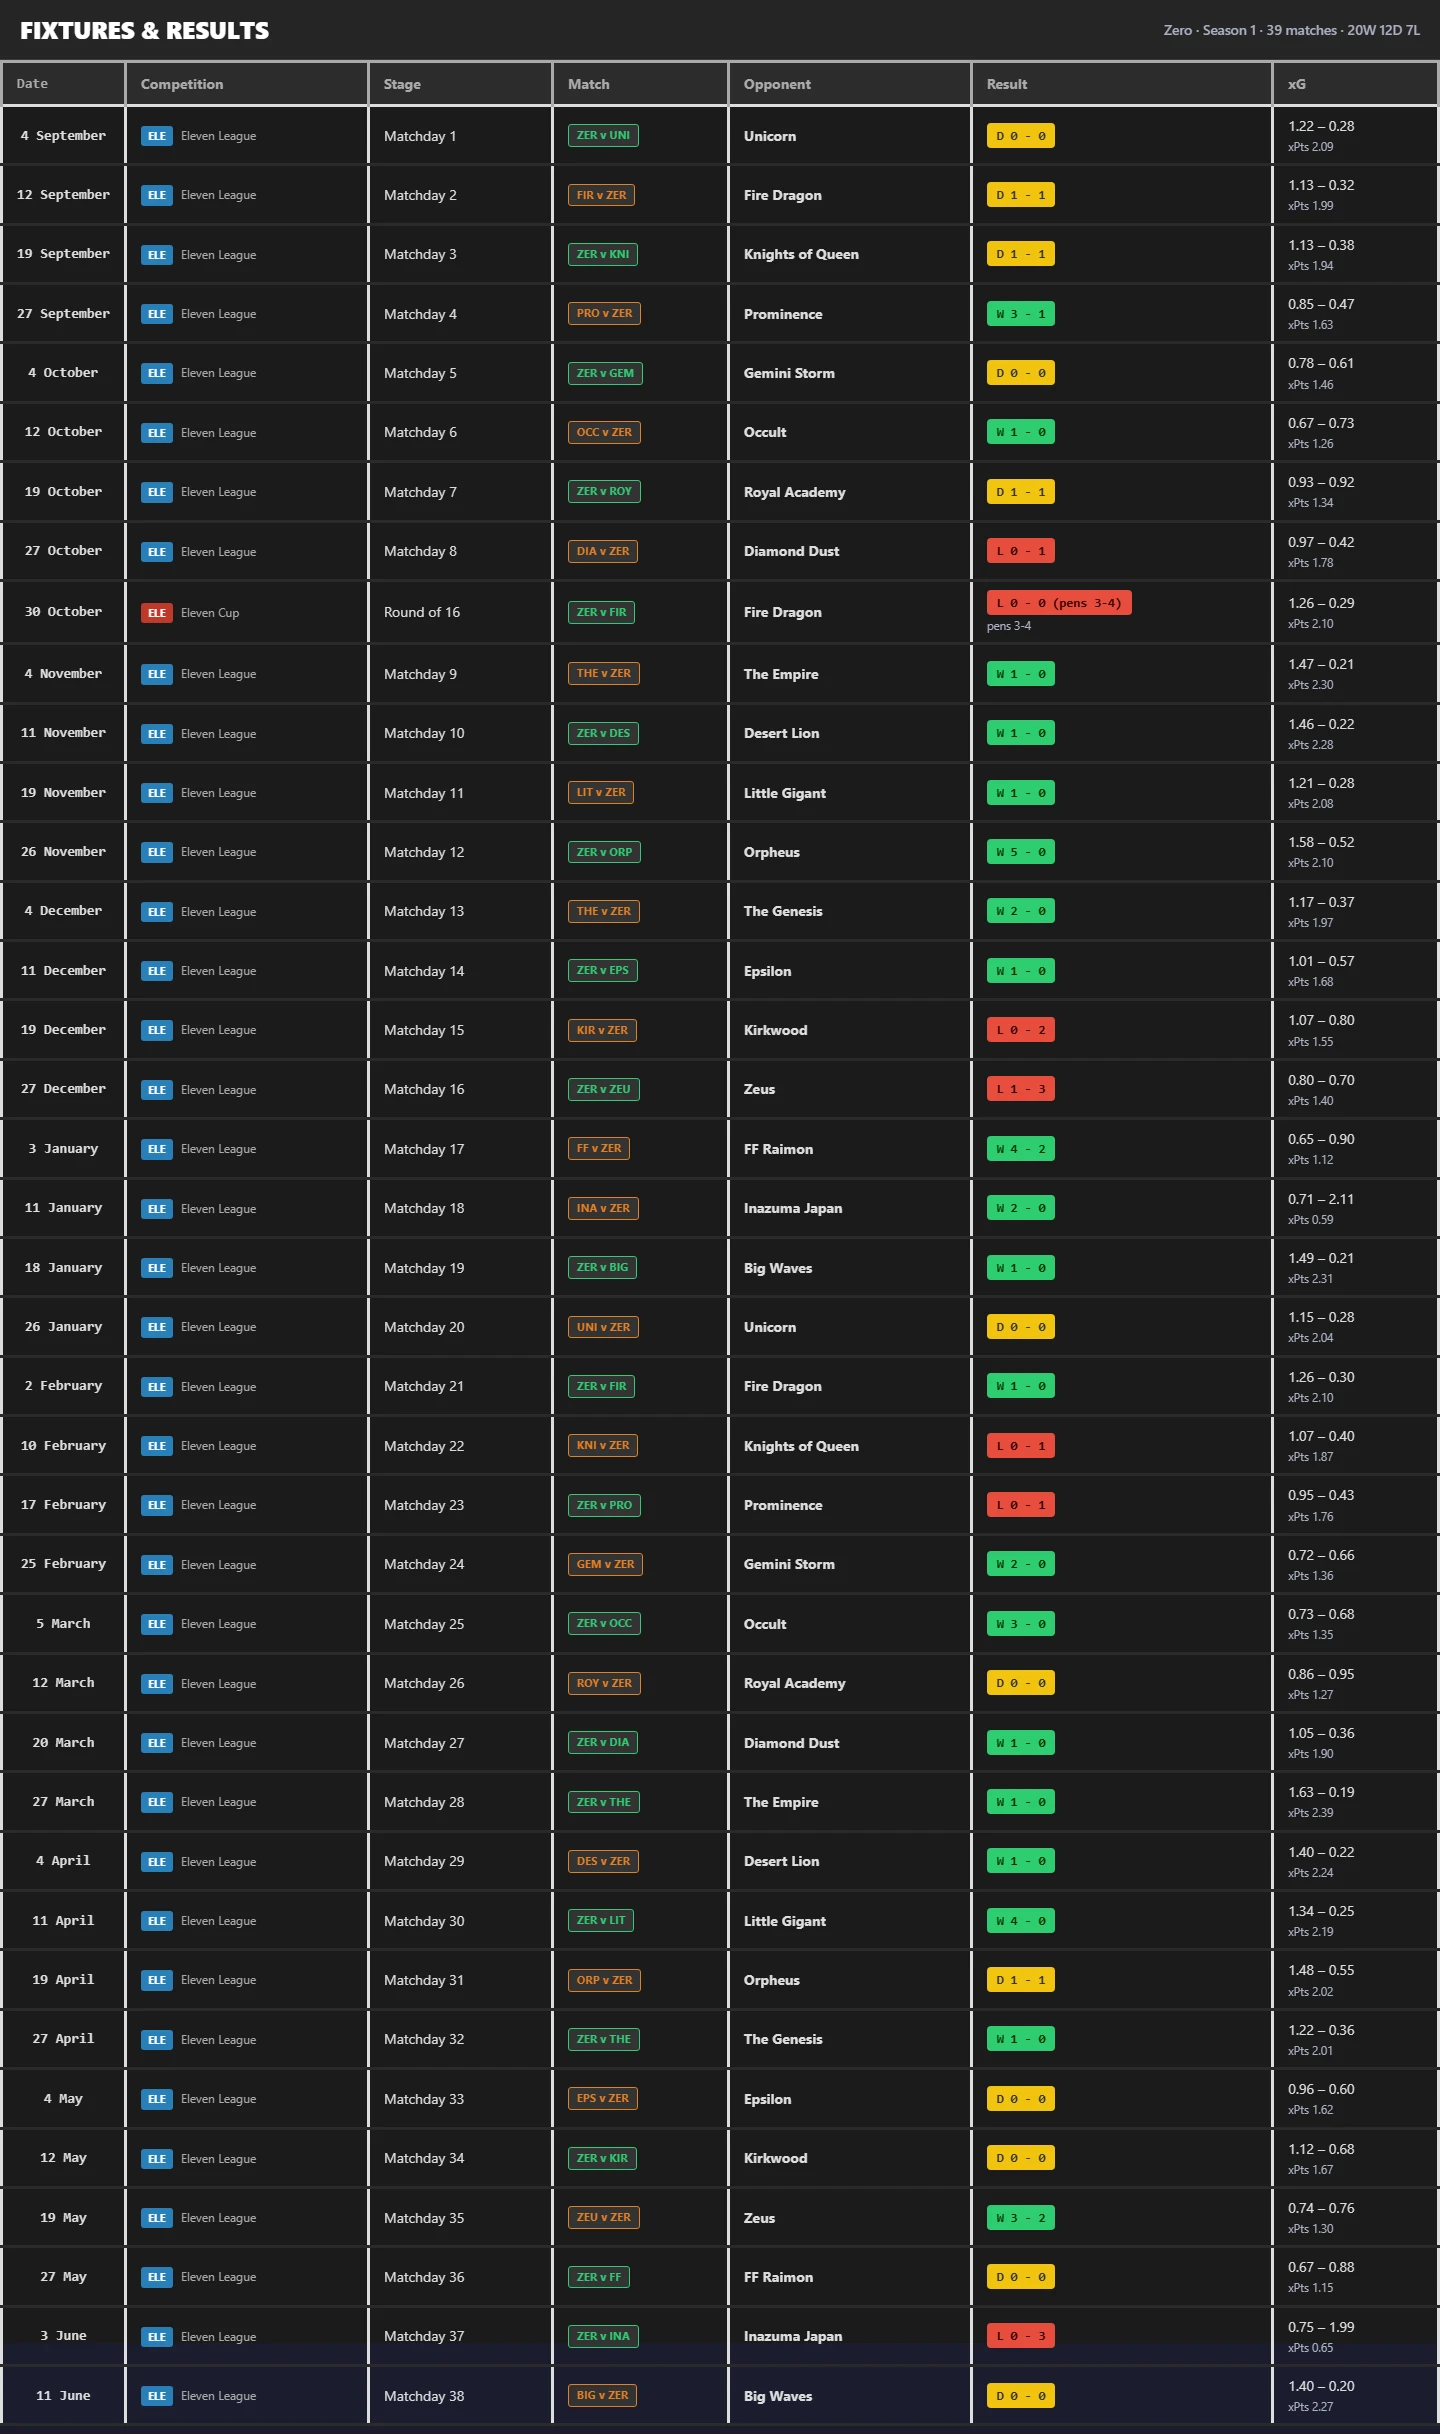 FIXTURES & RESULTS
Zero · Season 1 · 39 matches · 20W 12D 7L
Date Competition Stage Match Opponent Result xG
4 September ELE Eleven League Matchday 1 ZER v UNI Unicorn D 0 - 0 1.22 – 0.28
xPts 2.09
12 September ELE Eleven League Matchday 2 FIR v ZER Fire Dragon D 1 - 1 1.13 – 0.32
xPts 1.99
19 September ELE Eleven League Matchday 3 ZER v KNI Knights of Queen D 1 - 1 1.13 – 0.38
xPts 1.94
27 September ELE Eleven League Matchday 4 PRO v ZER Prominence W 3 - 1 0.85 – 0.47
xPts 1.63
4 October ELE Eleven League Matchday 5 ZER v GEM Gemini Storm D 0 - 0 0.78 – 0.61
xPts 1.46
12 October ELE Eleven League Matchday 6 OCC v ZER Occult W 1 - 0 0.67 – 0.73
xPts 1.26
19 October ELE Eleven League Matchday 7 ZER v ROY Royal Academy D 1 - 1 0.93 – 0.92
xPts 1.34
27 October ELE Eleven League Matchday 8 DIA v ZER Diamond Dust L 0 - 1 0.97 – 0.42
xPts 1.78
30 October ELE Eleven Cup Round of 16 ZER v FIR Fire Dragon L 0 - 0 (pens 3-4) 1.26 – 0.29
pens 3-4 xPts 2.10
4 November ELE Eleven League Matchday 9 THE v ZER The Empire W 1 - 0 1.47 – 0.21
xPts 2.30
11 November ELE Eleven League Matchday 10 ZER v DES Desert Lion W 1 - 0 1.46 – 0.22
xPts 2.28
19 November ELE Eleven League Matchday 11 LIT v ZER Little Gigant W 1 - 0 1.21 – 0.28
xPts 2.08
26 November ELE Eleven League Matchday 12 ZER v ORP Orpheus W 5 - 0 1.58 – 0.52
xPts 2.10
4 December ELE Eleven League Matchday 13 THE v ZER The Genesis W 2 - 0 1.17 – 0.37
xPts 1.97
11 December ELE Eleven League Matchday 14 ZER v EPS Epsilon W 1 - 0 1.01 – 0.57
xPts 1.68
19 December ELE Eleven League Matchday 15 KIR v ZER Kirkwood L 0 - 2 1.07 – 0.80
xPts 1.55
27 December ELE Eleven League Matchday 16 ZER v ZEU Zeus L 1 - 3 0.80 – 0.70
xPts 1.40
3 January ELE Eleven League Matchday 17 FF v ZER FF Raimon W 4 - 2 0.65 – 0.90
xPts 1.12
11 January ELE Eleven League Matchday 18 INA v ZER Inazuma Japan W 2 - 0 0.71 – 2.11
xPts 0.59
18 January ELE Eleven League Matchday 19 ZER v BIG Big Waves W 1 - 0 1.49 – 0.21
xPts 2.31
26 January ELE Eleven League Matchday 20 UNI v ZER Unicorn D 0 - 0 1.15 – 0.28
xPts 2.04
2 February ELE Eleven League Matchday 21 ZER v FIR Fire Dragon W 1 - 0 1.26 – 0.30
xPts 2.10
10 February ELE Eleven League Matchday 22 KNI v ZER Knights of Queen L 0 - 1 1.07 – 0.40
xPts 1.87
17 February ELE Eleven League Matchday 23 ZER v PRO Prominence L 0 - 1 0.95 – 0.43
xPts 1.76
25 February ELE Eleven League Matchday 24 GEM v ZER Gemini Storm W 2 - 0 0.72 – 0.66
xPts 1.36
5 March ELE Eleven League Matchday 25 ZER v OCC Occult W 3 - 0 0.73 – 0.68
xPts 1.35
12 March ELE Eleven League Matchday 26 ROY v ZER Royal Academy D 0 - 0 0.86 – 0.95
xPts 1.27
20 March ELE Eleven League Matchday 27 ZER v DIA Diamond Dust W 1 - 0 1.05 – 0.36
xPts 1.90
27 March ELE Eleven League Matchday 28 ZER v THE The Empire W 1 - 0 1.63 – 0.19
xPts 2.39
4 April ELE Eleven League Matchday 29 DES v ZER Desert Lion W 1 - 0 1.40 – 0.22
xPts 2.24
11 April ELE Eleven League Matchday 30 ZER v LIT Little Gigant W 4 - 0 1.34 – 0.25
xPts 2.19
19 April ELE Eleven League Matchday 31 ORP v ZER Orpheus D 1 - 1 1.48 – 0.55
xPts 2.02
27 April ELE Eleven League Matchday 32 ZER v THE The Genesis W 1 - 0 1.22 – 0.36
xPts 2.01
4 May ELE Eleven League Matchday 33 EPS v ZER Epsilon D 0 - 0 0.96 – 0.60
xPts 1.62
12 May ELE Eleven League Matchday 34 ZER v KIR Kirkwood D 0 - 0 1.12 – 0.68
xPts 1.67
19 May ELE Eleven League Matchday 35 ZEU v ZER Zeus W 3 - 2 0.74 – 0.76
xPts 1.30
27 May ELE Eleven League Matchday 36 ZER v FF FF Raimon D 0 - 0 0.67 – 0.88
xPts 1.15
3 June ELE Eleven League Matchday 37 ZER v INA Inazuma Japan L 0 - 3 0.75 – 1.99
xPts 0.65
11 June ELE Eleven League Matchday 38 BIG v ZER Big Waves D 0 - 0 1.40 – 0.20
xPts 2.27